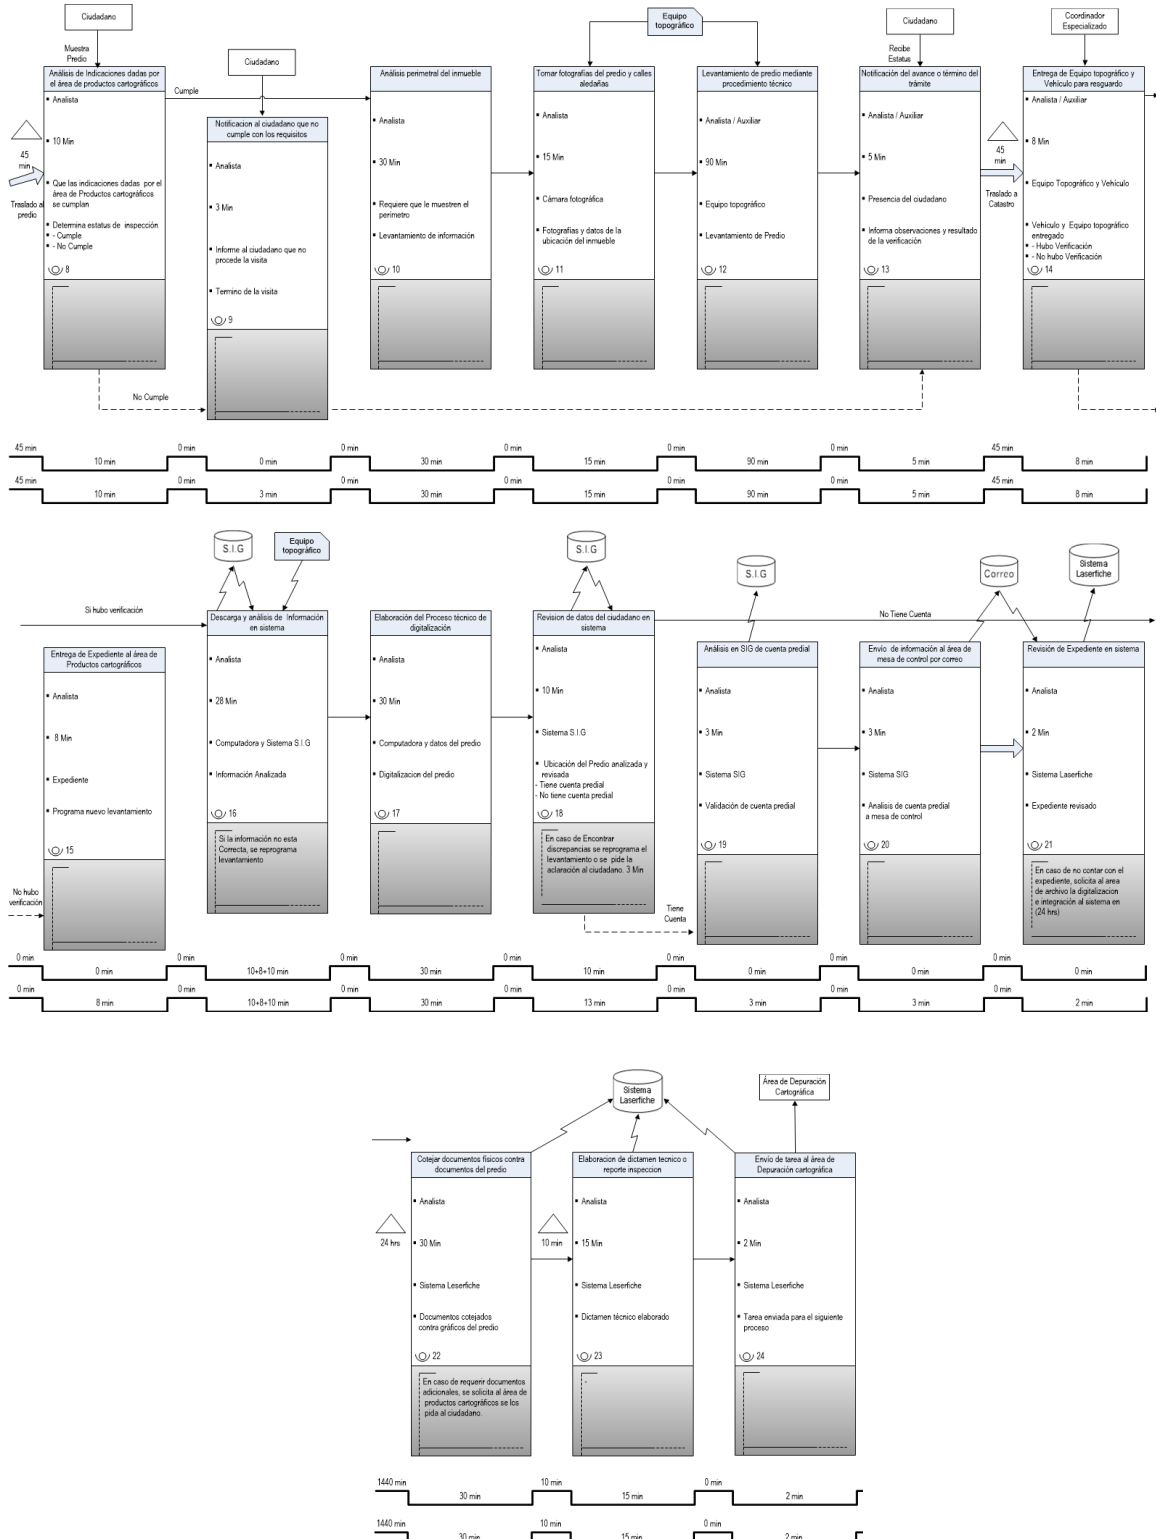 Ciudadano
Muestra
Predio
Análisis de Indicaciones dadas por
el área de productos cartográficos
▪ Analista
▪ 10 Min
▪ Que las indicaciones dadas por el
área de Productos cartográficos
se cumplan
▪ Determina estatus de inspección
▪ - Cumple
▪ - No Cumple
8
45
min
Traslado al
predio
Cumple
No Cumple
Ciudadano
Notificacion al ciudadano que no
cumple con los requisitos
▪ Analista
▪ 3 Min
▪ Informe al ciudadano que no
procede la visita
▪ Termino de la visita
9
Análisis perimetral del inmueble
▪ Analista
▪ 30 Min
▪ Requiere que le muestren el
perímetro
▪ Levantamiento de información
10
Equipo
topográfico
Tomar fotografías del predio y calles
aledañas
▪ Analista
▪ 15 Min
▪ Cámara fotográfica
▪ Fotografías y datos de la
ubicación del inmueble
11
Levantamiento de predio mediante
procedimiento técnico
▪ Analista / Auxiliar
▪ 90 Min
▪ Equipo topográfico
▪ Levantamiento de Predio
12
Ciudadano
Recibe
Estatus
Notificación del avance o término del
trámite
▪ Analista / Auxiliar
▪ 5 Min
▪ Presencia del ciudadano
▪ Informa observaciones y resultado
de la verificación
13
45
min
Traslado a
Catastro
Coordinador
Especializado
Entrega de Equipo topográfico y
Vehículo para resguardo
▪ Analista / Auxiliar
▪ 8 Min
▪ Equipo Topográfico y Vehículo
▪ Vehículo y Equipo topográfico
entregado
▪ - Hubo Verificación
▪ - No hubo Verificación
14
45 min 10 min 0 min 0 min 0 min 30 min 0 min 15 min 0 min 90 min 0 min 5 min 45 min 8 min
45 min 10 min 0 min 3 min 0 min 30 min 0 min 15 min 0 min 90 min 0 min 5 min 45 min 8 min
Si hubo verificación
Entrega de Expediente al área de
Productos cartográficos
▪ Analista
▪ 8 Min
▪ Expediente
▪ Programa nuevo levantamiento
15
No hubo
verificación
S.I.G
Equipo
topográfico
Descarga y análisis de Información
en sistema
▪ Analista
▪ 28 Min
▪ Computadora y Sistema S.I.G
▪ Información Analizada
16
Si la información no esta
Correcta, se reprograma
levantamiento
Elaboración del Proceso técnico de
digitalización
▪ Analista
▪ 30 Min
▪ Computadora y datos del predio
▪ Digitalizacion del predio
17
S.I.G
Revision de datos del ciudadano en
sistema
▪ Analista
▪ 10 Min
▪ Sistema S.I.G
▪ Ubicación del Predio analizada y
revisada
- Tiene cuenta predial
- No tiene cuenta predial
18
En caso de Encontrar
discrepancias se reprograma el
levantamiento o se pide la
aclaración al ciudadano. 3 Min
Tiene
Cuenta
No Tiene Cuenta
S.I.G
Análisis en SIG de cuenta predial
▪ Analista
▪ 3 Min
▪ Sistema SIG
▪ Validación de cuenta predial
19
Correo
Envío de información al área de
mesa de control por correo
▪ Analista
▪ 3 Min
▪ Sistema SIG
▪ Analisis de cuenta predial
a mesa de control
20
Sistema
Laserfiche
Revisión de Expediente en sistema
▪ Analista
▪ 2 Min
▪ Sistema Laserfiche
▪ Expediente revisado
21
En caso de no contar con el
expediente, solicita al area
de archivo la digitalizacion
e integración al sistema en
(24 hrs)
0 min 0 min 0 min 10+8+10 min 0 min 30 min 0 min 10 min 0 min 0 min 0 min 0 min 0 min 0 min
0 min 8 min 0 min 10+8+10 min 0 min 30 min 0 min 13 min 0 min 3 min 0 min 3 min 0 min 2 min
Sistema
Laserfiche
Área de Depuración
Cartográfica
24 hrs
Cotejar documentos físicos contra
documentos del predio
▪ Analista
▪ 30 Min
▪ Sistema Leserfiche
▪ Documentos cotejados
contra gráficos del predio
22
En caso de requerir documentos
adicionales, se solicita al área de
productos cartográficos se los
pida al ciudadano.
10 min
Elaboracion de dictamen tecnico o
reporte inspeccion
▪ Analista
▪ 15 Min
▪ Sistema Leserfiche
▪ Dictamen técnico elaborado
23
-
Envío de tarea al área de
Depuración cartográfica
▪ Analista
▪ 2 Min
▪ Sistema Leserfiche
▪ Tarea enviada para el siguiente
proceso
24
1440 min 30 min 10 min 15 min 0 min 2 min
1440 min 30 min 10 min 15 min 0 min 2 min